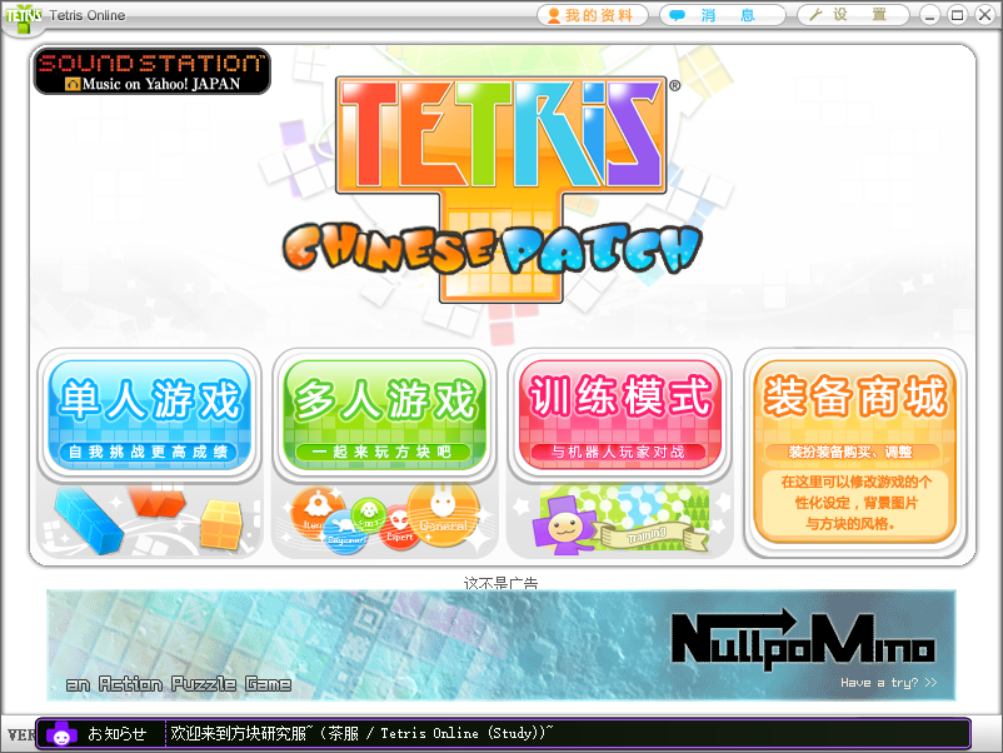 TETRIS Tetris Online 我的资料 消 息 设 置
SOUND STATION™
Music on Yahoo! JAPAN
TETRIS®
CHINESE PATCH
单人游戏 多人游戏 训练模式 装备商城
自我挑战更高成绩 一起来玩方块吧 与机器人玩家对战 装扮装备购买、调整
在这里可以修改游戏的个
性化设定，背景图片
与方块的风格。
Item Beginner Expert General
Training
这不是广告
NullpoMino
an Action Puzzle Game
Have a try? >>
VER お知らせ 欢迎来到方块研究服~（茶服 / Tetris Online (Study))~